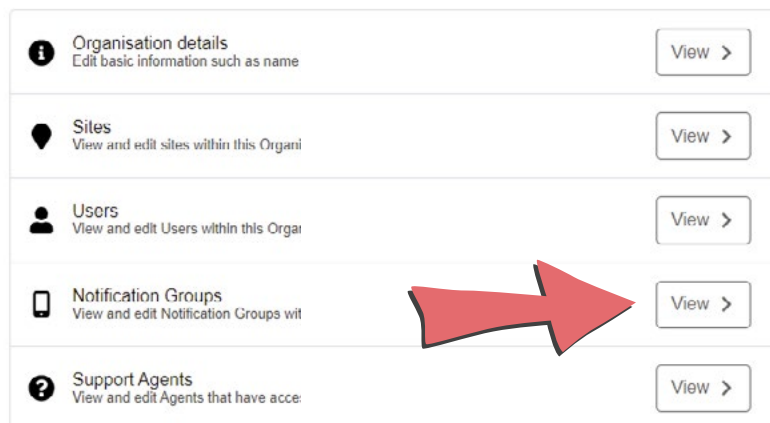 Organisation details
Edit basic information such as name
View
Sites
View and edit sites within this Organi
View
Users
View and edit Users within this Orga
View
Notification Groups
View and edit Notification Groups wit
View
Support Agents
View and edit Agents that have acce
View